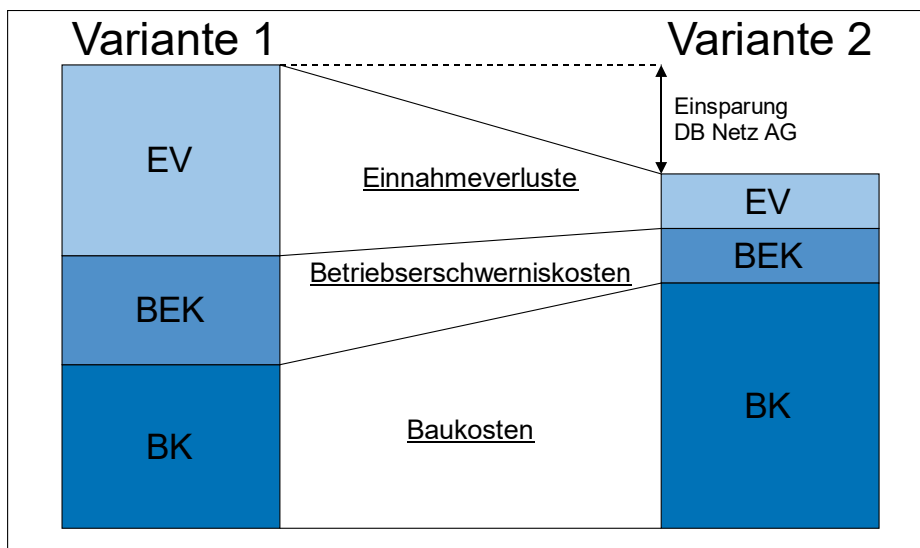 Variante 1
Variante 2
Einsparung
DB Netz AG
EV
Einnahmeverluste
EV
BEK
Betriebserschwerniskosten
BEK
BK
Baukosten
BK